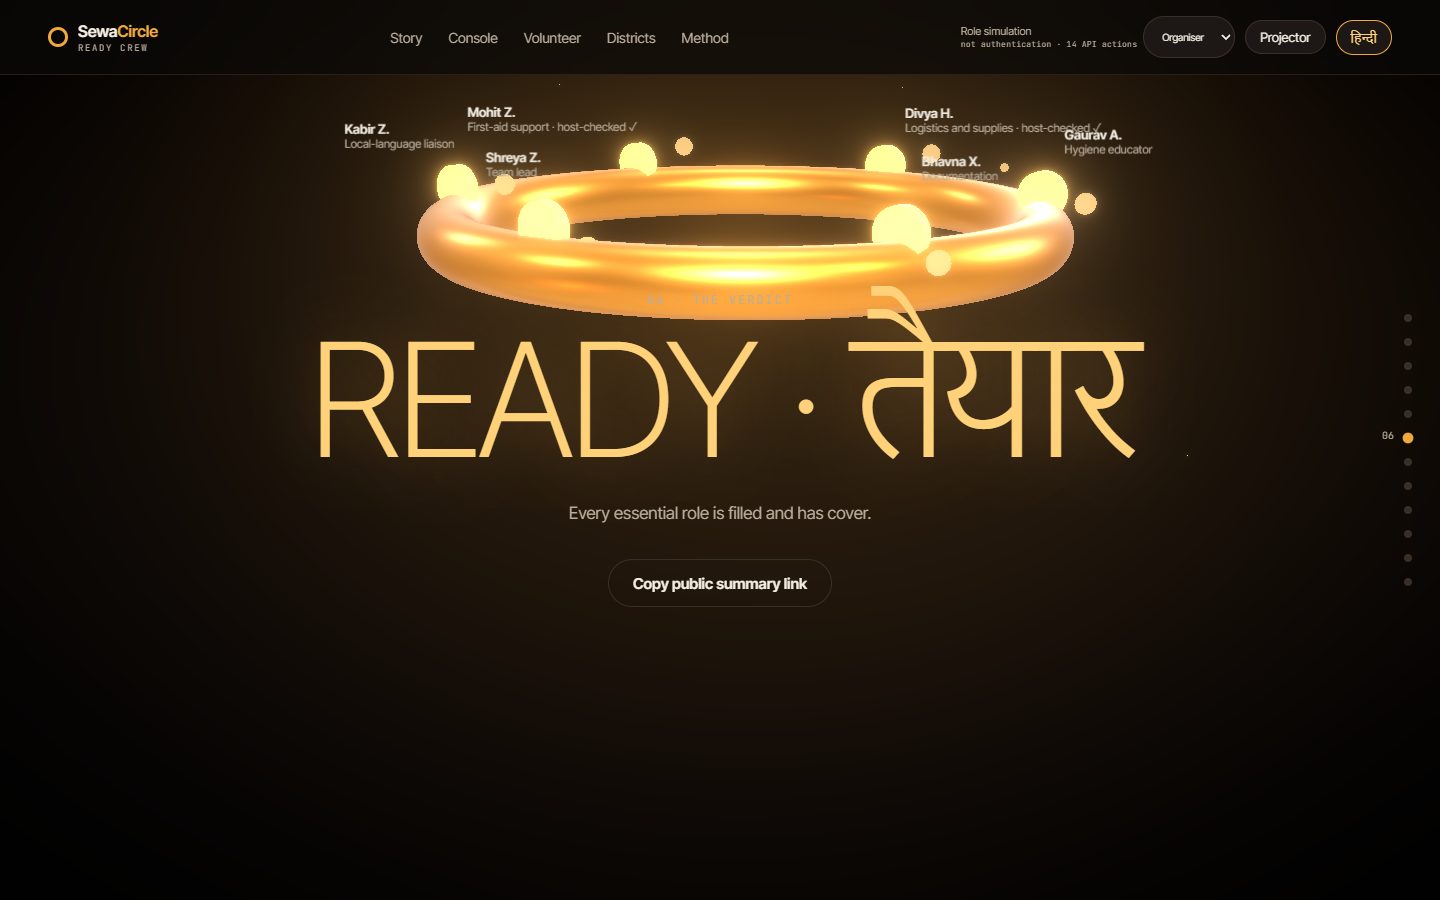 SewaCircle
READY CREW
Story
Console
Volunteer
Districts
Method
Role simulation
not authentication · 14 API actions
Organiser
Projector
हिन्दी
Kabir Z.
Local-language liaison
Mohit Z.
First-aid support · host-checked ✓
Shreya Z.
Team lead
Divya H.
Logistics and supplies · host-checked ✓
Gaurav A.
Hygiene educator
Bhavna X.
THE VERDICT
READY · तैयार
06
Every essential role is filled and has cover.
Copy public summary link